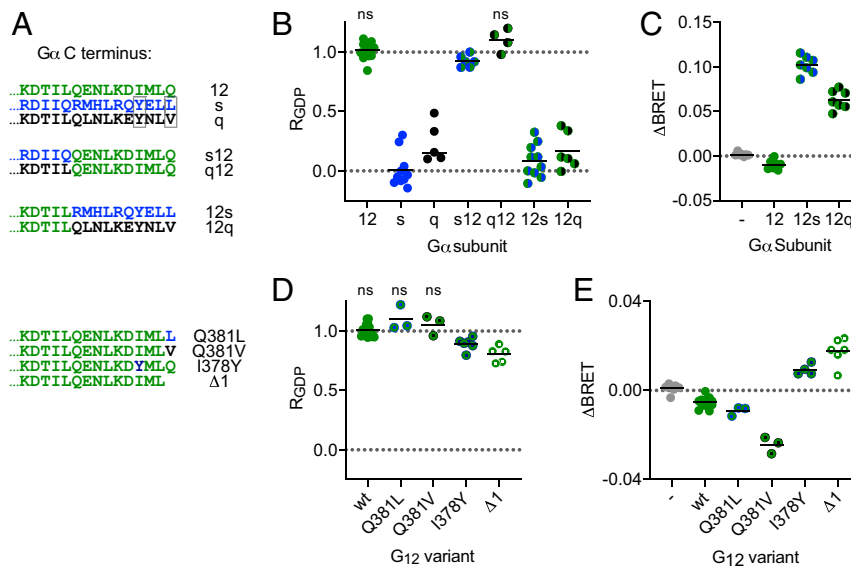 A
Gα C terminus:
...KDTILQENLKDIMLQ 12
...RDIIQRMHLRQYELL s
...KDTILQLNLKEYNLV q
...RDIIQQENLKDIMLQ s12
...KDTILQENLKDIMLQ q12
...KDTILRMHLRQYELL 12s
...KDTILQLNLKEYNLV 12q
...KDTILQENLKDIMLL Q381L
...KDTILQENLKDIMLV Q381V
...KDTILQENLKDYMLQ I378Y
...KDTILQENLKDIML Δ1
B
ns ns
RGDP
1.0
0.5
0.0
12 s q s12 q12 12s 12q
Gα subunit
C
ΔBRET
0.10
0.05
0.00
-0.05
- 12 12s 12q
Gα Subunit
D
ns ns ns
RGDP
1.0
0.5
0.0
wt Q381L Q381V I378Y Δ1
G12 variant
E
ΔBRET
0.04
0.00
-0.04
- wt Q381L Q381V I378Y Δ1
G12 variant